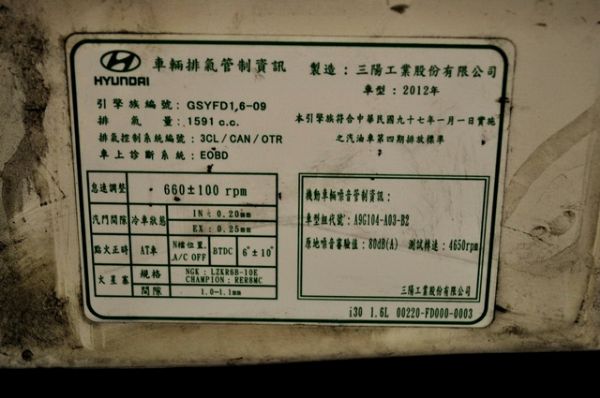 HYUNDAI
車輛排氣管制資訊
製造：三陽工業股份有限公司
車型：2012年
引擎族編號：GSYFD1,6-09
排氣量：1591 c.c.
排氣控制系統編號：3CL/CAN/OTR
車上診斷系統：EOBD
本引擎族符合中華民國九十七年一月一日實施
之汽油車第四期排放標準
怠速調整 660±100 rpm
汽門間隙 冷車狀態 IN：0.20mm
EX：0.25mm
點火正時 AT車 N檔位置, A/C OFF BTDC 6°±10°
火星塞 規格 NGK：LZKR6B-10E
CHAMPION：RER8MC
間隙 1.0-1.1mm
機動車輛噪音管制資訊：
車型組代號：A9G104-A03-B2
原地噪音審驗值：80dB(A) 測試轉速：4650rpm
三陽工業股份有限公司
i30 1.6L 00220-FD000-0003